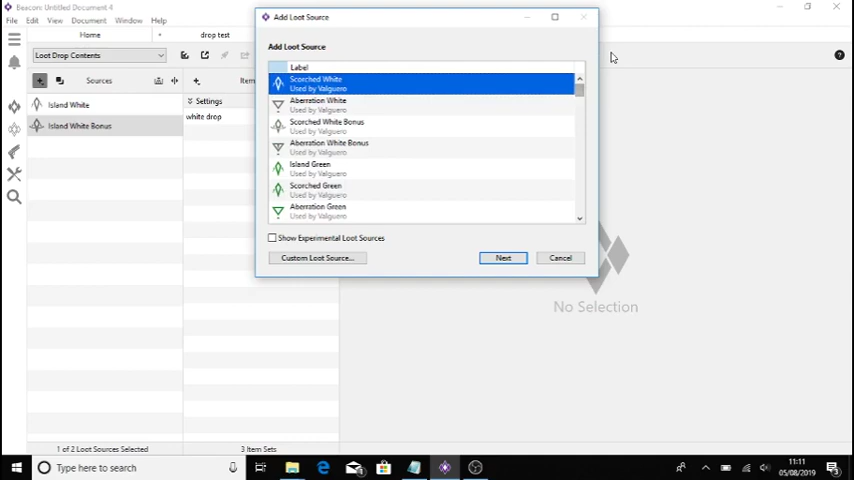 Beacon: Untitled Document 4
File Edit View Document Window Help
Home
drop test
Loot Drop Contents
Sources
Island White
Island White Bonus
Settings
white drop
Add Loot Source
Add Loot Source
Label
Scorched White
Used by Valguero
Aberration White
Used by Valguero
Scorched White Bonus
Used by Valguero
Aberration White Bonus
Used by Valguero
Island Green
Used by Valguero
Scorched Green
Used by Valguero
Aberration Green
Used by Valguero
Show Experimental Loot Sources
Custom Loot Source...
Next
Cancel
No Selection
1 of 2 Loot Sources Selected
3 Item Sets
Type here to search
11:11
05/08/2019